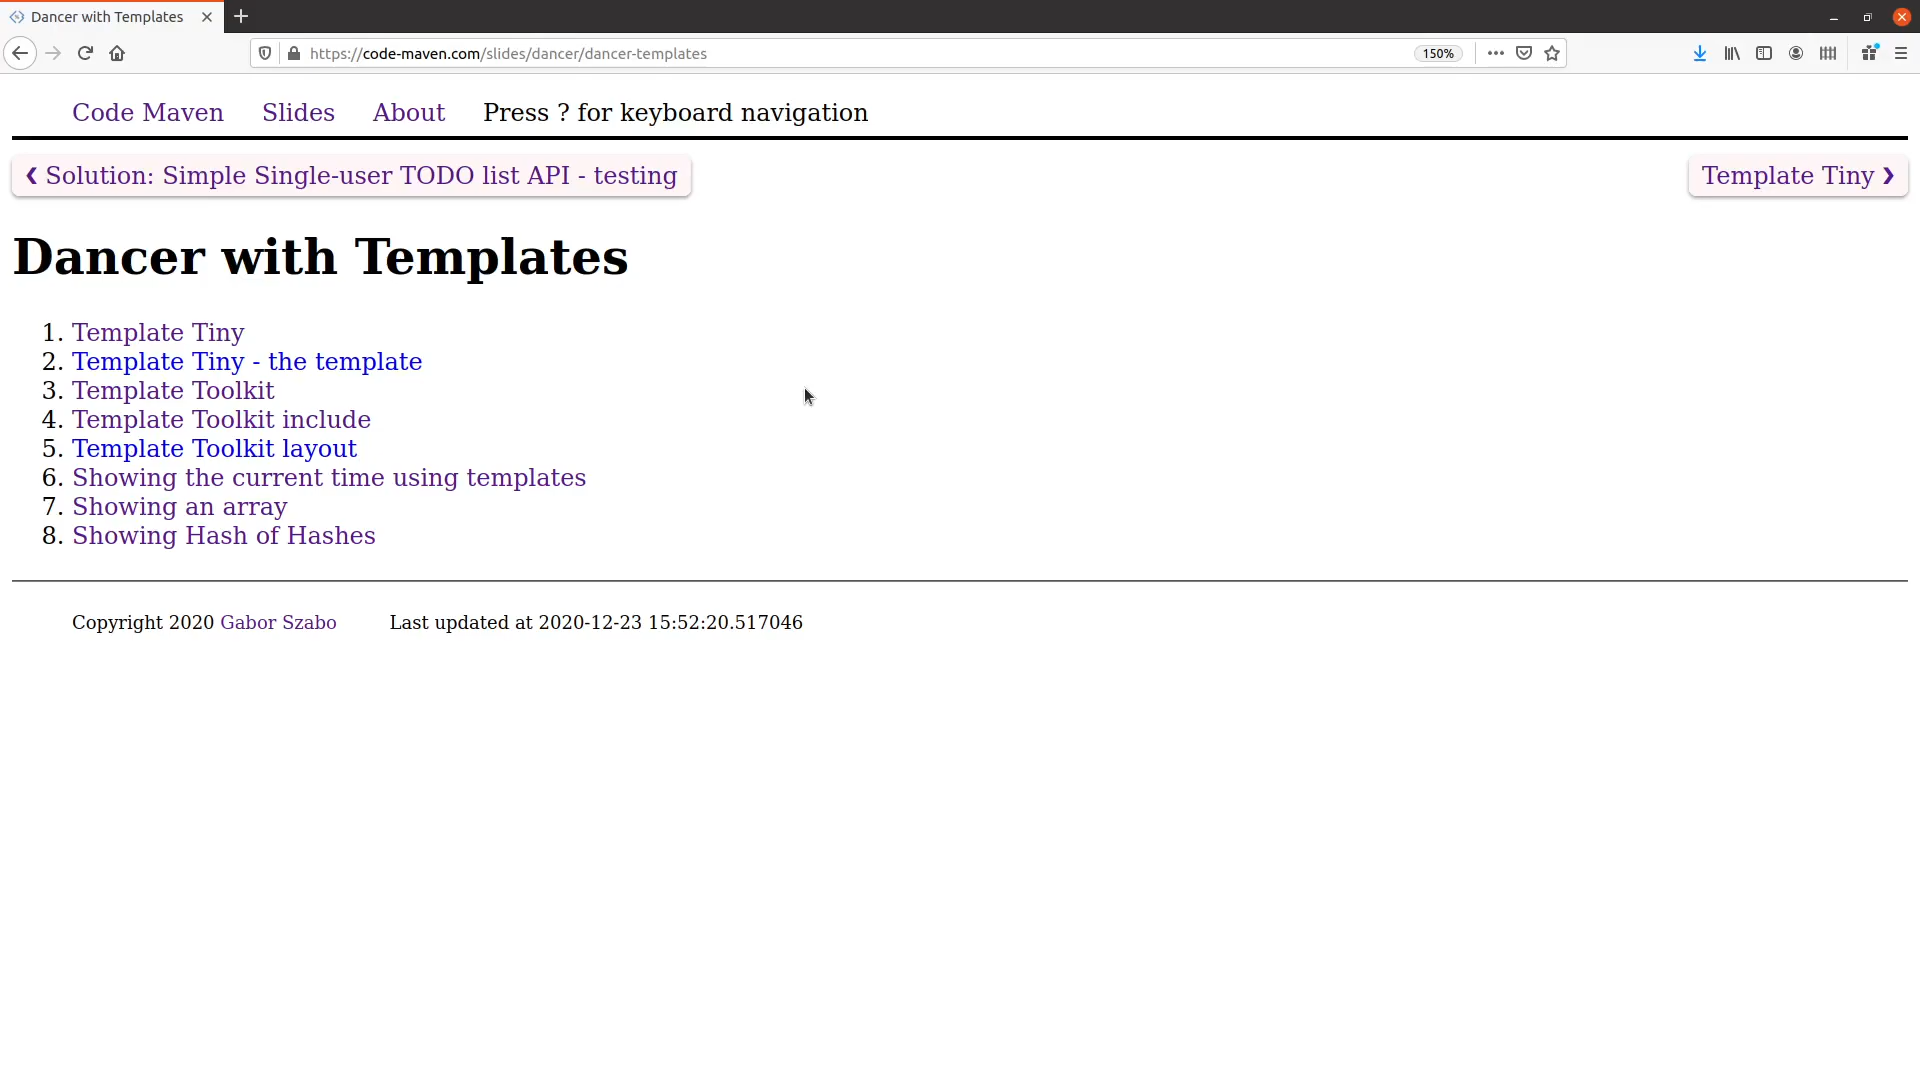 Dancer with Templates
https://code-maven.com/slides/dancer/dancer-templates
150%
Code Maven Slides About Press ? for keyboard navigation
❮ Solution: Simple Single-user TODO list API - testing
Template Tiny ❯
Dancer with Templates
1. Template Tiny
2. Template Tiny - the template
3. Template Toolkit
4. Template Toolkit include
5. Template Toolkit layout
6. Showing the current time using templates
7. Showing an array
8. Showing Hash of Hashes
Copyright 2020 Gabor Szabo Last updated at 2020-12-23 15:52:20.517046